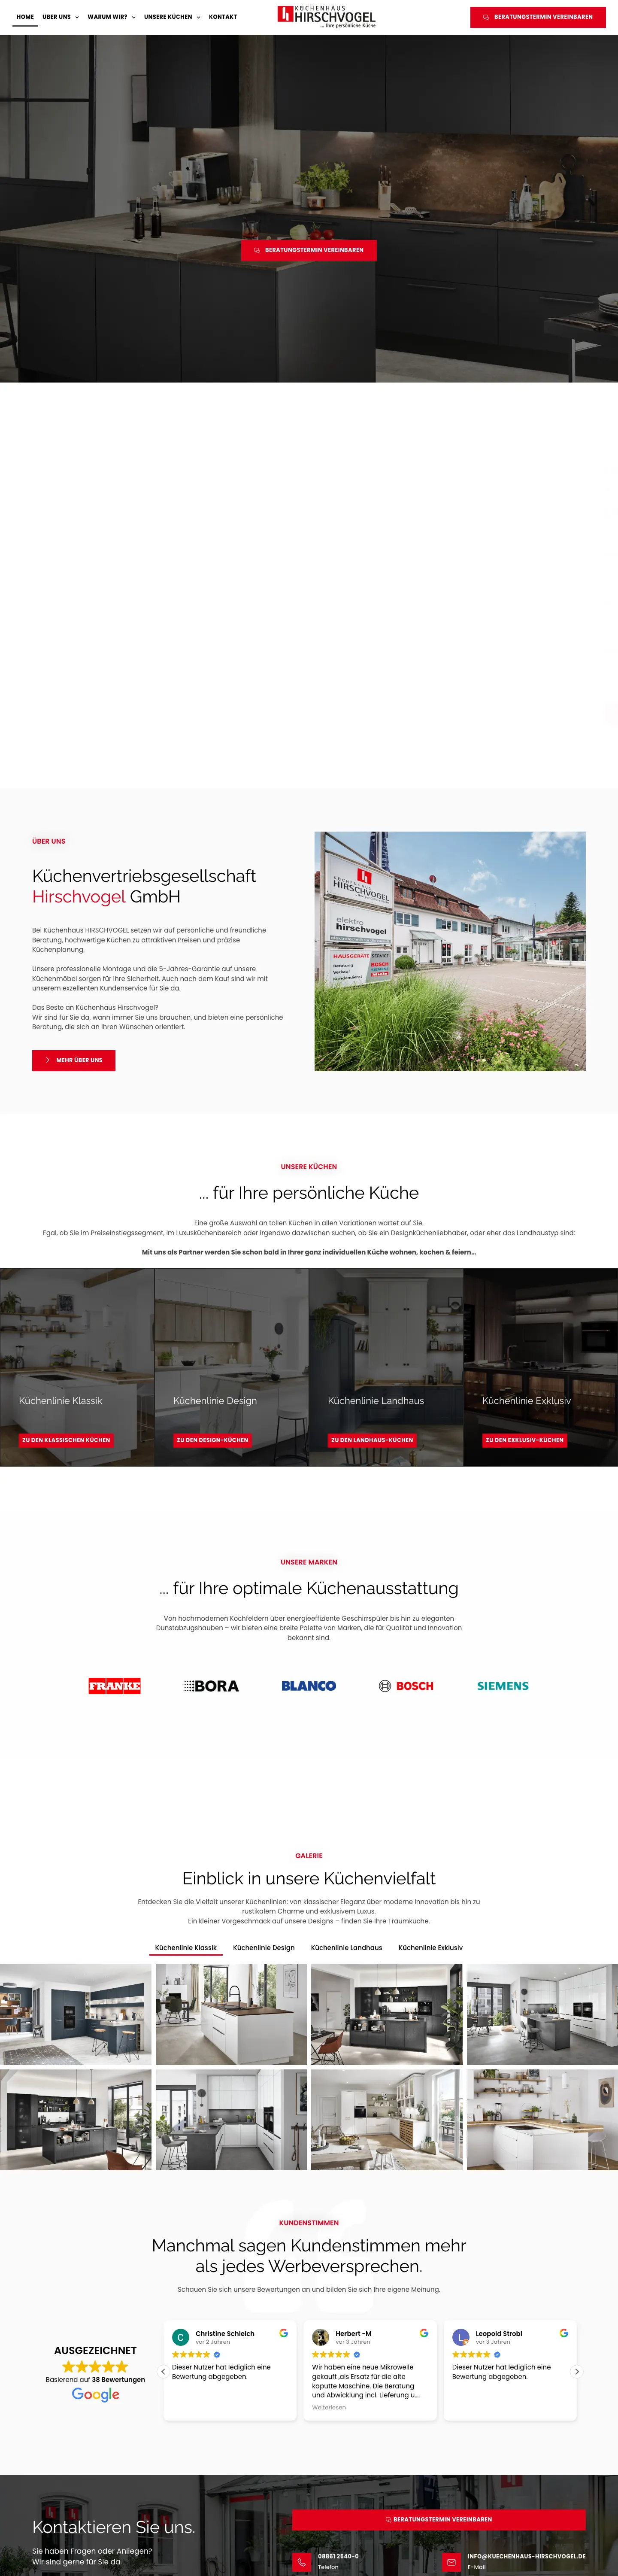 HOME ÜBER UNS WARUM WIR? UNSERE KÜCHEN KONTAKT
KÜCHENHAUS
HIRSCHVOGEL
... Ihre persönliche Küche
BERATUNGSTERMIN VEREINBAREN
BERATUNGSTERMIN VEREINBAREN
ÜBER UNS
Küchenvertriebsgesellschaft
Hirschvogel GmbH
Bei Küchenhaus HIRSCHVOGEL setzen wir auf persönliche und freundliche
Beratung, hochwertige Küchen zu attraktiven Preisen und präzise
Küchenplanung.
Unsere professionelle Montage und die 5-Jahres-Garantie auf unsere
Küchenmöbel sorgen für Ihre Sicherheit. Auch nach dem Kauf sind wir mit
unserem exzellenten Kundenservice für Sie da.
Das Beste an Küchenhaus Hirschvogel?
Wir sind für Sie da, wann immer Sie uns brauchen, und bieten eine persönliche
Beratung, die sich an Ihren Wünschen orientiert.
MEHR ÜBER UNS
KÜCHENHAUS
HIRSCHVOGEL
elektro
hirschvogel
HAUSGERÄTE
SERVICE
Beratung
Verkauf
Kundendienst
BOSCH
SIEMENS
Miele
UNSERE KÜCHEN
... für Ihre persönliche Küche
Eine große Auswahl an tollen Küchen in allen Variationen wartet auf Sie.
Egal, ob Sie im Preiseinstiegssegment, im Luxusküchenbereich oder irgendwo dazwischen suchen, ob Sie ein Designküchenliebhaber, oder eher das Landhaustyp sind:
Mit uns als Partner werden Sie schon bald in Ihrer ganz individuellen Küche wohnen, kochen & feiern...
Küchenlinie Klassik
ZU DEN KLASSISCHEN KÜCHEN
Küchenlinie Design
ZU DEN DESIGN-KÜCHEN
Küchenlinie Landhaus
ZU DEN LANDHAUS-KÜCHEN
Küchenlinie Exklusiv
ZU DEN EXKLUSIV-KÜCHEN
UNSERE MARKEN
... für Ihre optimale Küchenausstattung
Von hochmodernen Kochfeldern über energieeffiziente Geschirrspüler bis hin zu eleganten
Dunstabzugshauben – wir bieten eine breite Palette von Marken, die für Qualität und Innovation
bekannt sind.
FRANKE BORA BLANCO BOSCH SIEMENS
GALERIE
Einblick in unsere Küchenvielfalt
Entdecken Sie die Vielfalt unserer Küchenlinien: von klassischer Eleganz über moderne Innovation bis hin zu
rustikalem Charme und exklusivem Luxus.
Ein kleiner Vorgeschmack auf unsere Designs – finden Sie Ihre Traumküche.
Küchenlinie Klassik Küchenlinie Design Küchenlinie Landhaus Küchenlinie Exklusiv
KUNDENSTIMMEN
Manchmal sagen Kundenstimmen mehr
als jedes Werbeversprechen.
Schauen Sie sich unsere Bewertungen an und bilden Sie sich Ihre eigene Meinung.
AUSGEZEICHNET
Basierend auf 38 Bewertungen
Google
C
Christine Schleich
vor 2 Jahren
Dieser Nutzer hat lediglich eine
Bewertung abgegeben.
Herbert -M
vor 3 Jahren
Wir haben eine neue Mikrowelle
gekauft ,als Ersatz für die alte
kaputte Maschine. Die Beratung
und Abwicklung incl. Lieferung u....
Weiterlesen
L
Leopold Strobl
vor 3 Jahren
Dieser Nutzer hat lediglich eine
Bewertung abgegeben.
Kontaktieren Sie uns.
Sie haben Fragen oder Anliegen?
Wir sind gerne für Sie da.
BERATUNGSTERMIN VEREINBAREN
08861 2540-0
Telefon
INFO@KUECHENHAUS-HIRSCHVOGEL.DE
E-Mail